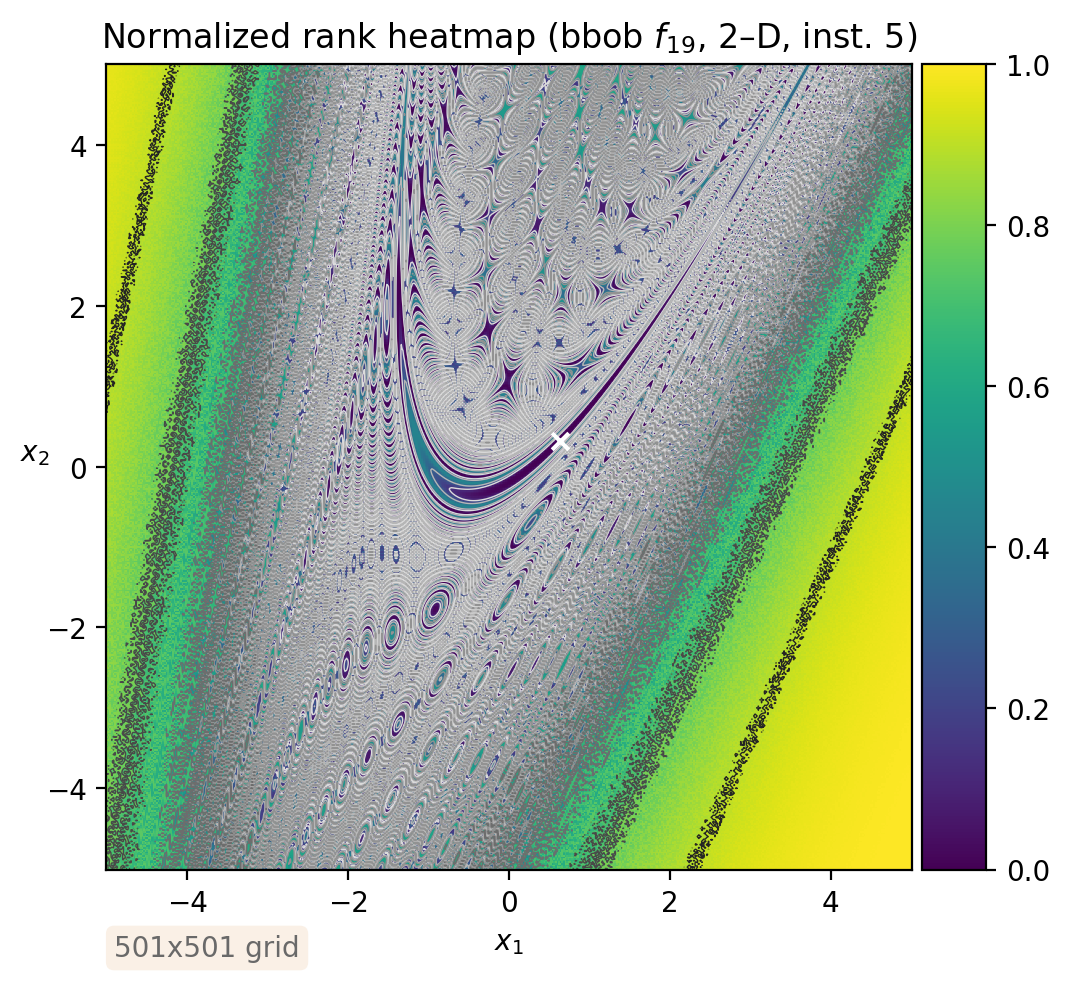 Normalized rank heatmap (bbob f₁₉, 2–D, inst. 5)
1.0
4
0.8
2
0.6
x₂
0
0.4
−2
0.2
−4
0.0
−4 −2 0 2 4
x₁
501x501 grid